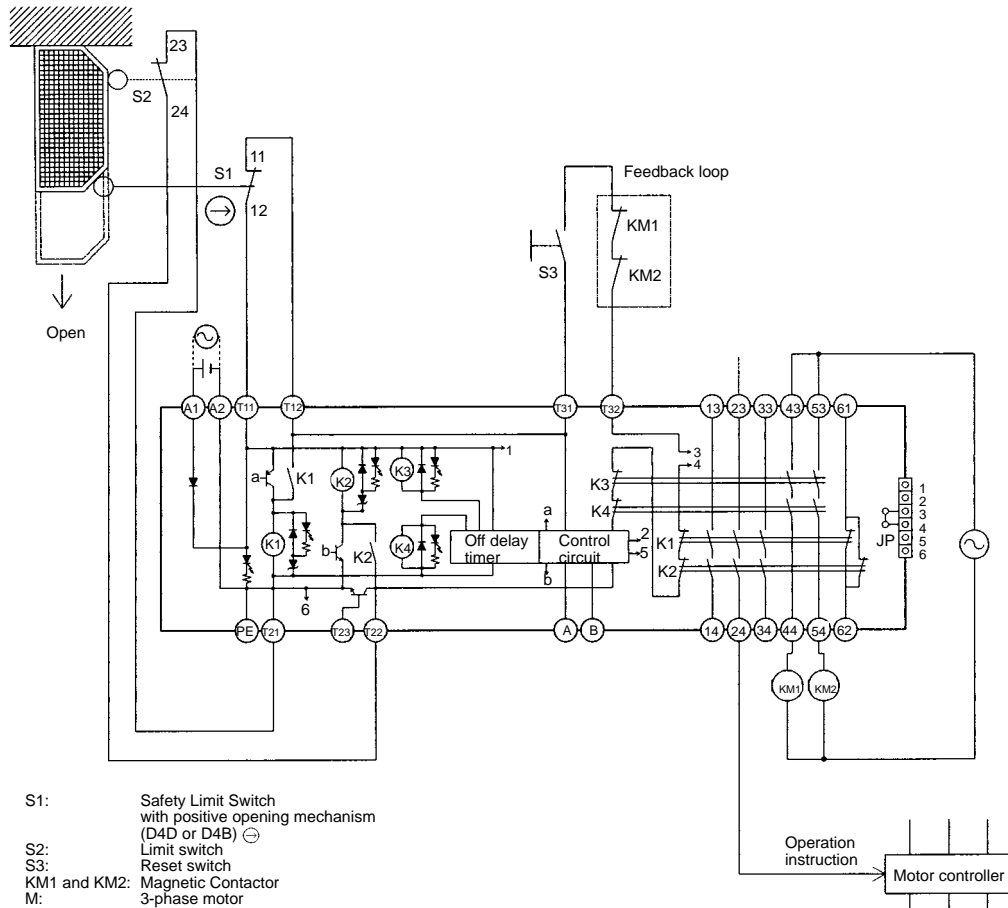 23
S2
24
11
S1
12
Open
Feedback loop
KM1
S3
KM2
A1 A2 T11 T12 T31 T32 13 23 33 43 53 61
1
3
4
a
K1
K2
K3
K3
K4
1
2
3
4
5
6
JP
a
K1
b
K2
K4
Off delay timer
Control circuit
2
5
K1
K2
b
6
PE T21 T23 T22 A B 14 24 34 44 54 62
KM1 KM2
S1: Safety Limit Switch
with positive opening mechanism
(D4D or D4B)
S2: Limit switch
S3: Reset switch
KM1 and KM2: Magnetic Contactor
M: 3-phase motor
Operation
instruction
Motor controller